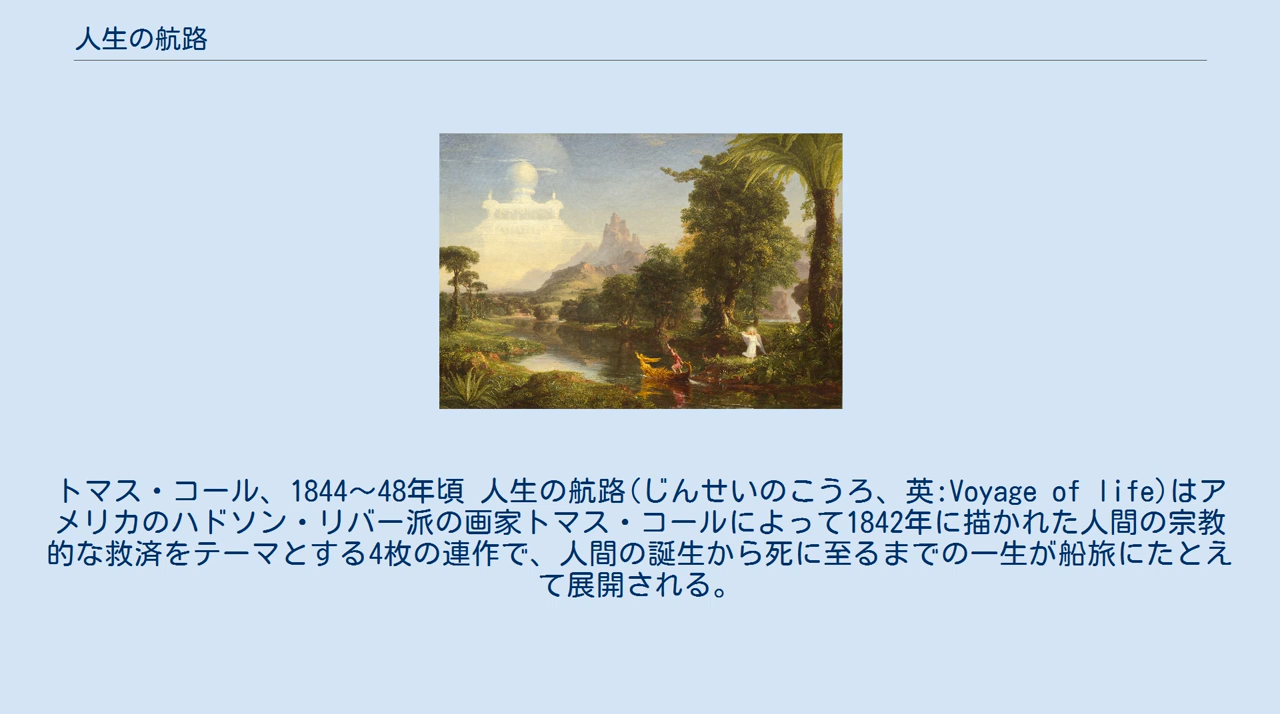 人生の航路
トマス・コール、1844～48年頃 人生の航路(じんせいのこうろ、英:Voyage of life)はア
メリカのハドソン・リバー派の画家トマス・コールによって1842年に描かれた人間の宗教
的な救済をテーマとする4枚の連作で、人間の誕生から死に至るまでの一生が船旅にたとえ
て展開される。